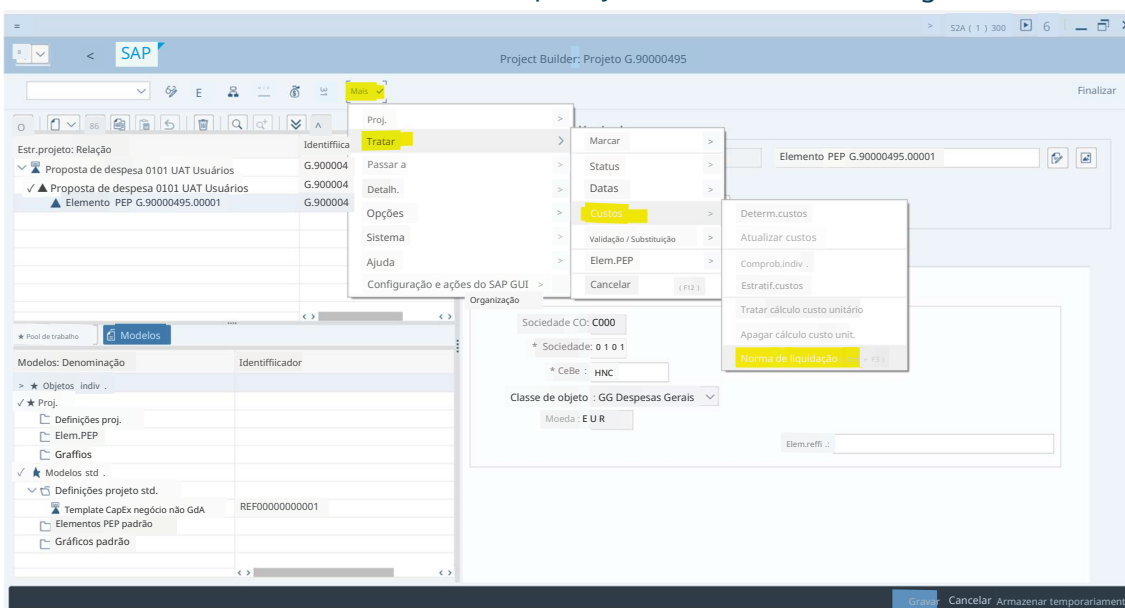 S2A ( 1 ) 300 6
SAP
Project Builder: Projeto G.90000495
E
Mais
Finalizar
86
Estr.projeto: Relação
Identifiica
Proposta de despesa 0101 UAT Usuários
G.900004
Proposta de despesa 0101 UAT Usuários
G.900004
Elemento PEP G.90000495.00001
G.900004
Proj. >
Tratar >
Passar a >
Detalh. >
Opções >
Sistema >
Ajuda >
Configuração e ações do SAP GUI >
Marcar >
Status >
Datas >
Custos >
Validação / Substituição >
Elem.PEP >
Cancelar ( F12 )
Determ.custos
Atualizar custos
Comprob.indiv .
Estratif.custos
Tratar cálculo custo unitário
Apagar cálculo custo unit.
Norma de liquidação
Elemento PEP G.90000495.00001
Organização
Sociedade CO: C000
* Sociedade: 0 1 0 1
* CeBe : HNC
Classe de objeto : GG Despesas Gerais
Moeda : E U R
Elem.reffi .:
Pool de trabalho
Modelos
Modelos: Denominação
Identifiicador
> ★ Objetos indiv .
√ ★ Proj.
Definições proj.
Elem.PEP
Graffios
√ Modelos std .
Definições projeto std.
Template CapEx negócio não GdA
REF00000000001
Elementos PEP padrão
Gráficos padrão
Gravar Cancelar Armazenar temporariament